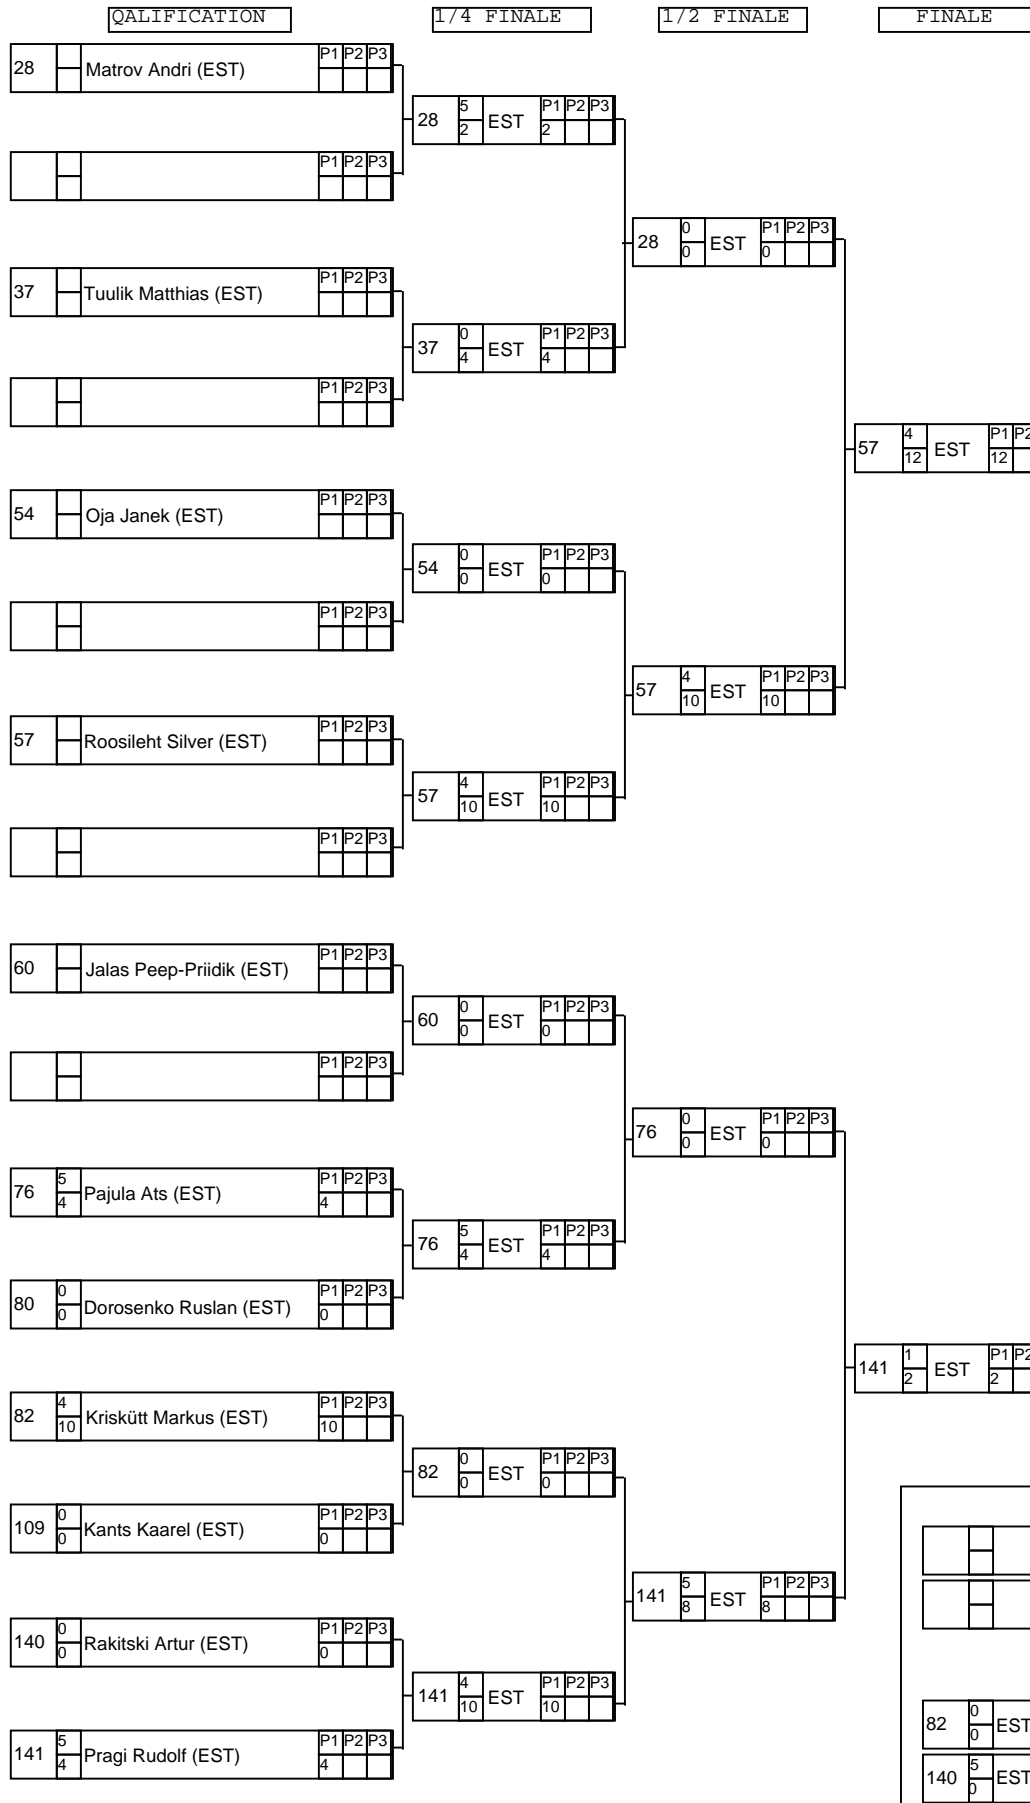 QALIFICATION 1/4 FINALE 1/2 FINALE FINALE
28 Matrov Andri (EST) P1 P2 P3
28 5 2 EST P1 P2 P3 2
P1 P2 P3
28 0 0 EST P1 P2 P3 0
37 Tuulik Matthias (EST) P1 P2 P3
37 0 4 EST P1 P2 P3 4
P1 P2 P3
57 4 12 EST P1 P2 12
54 Oja Janek (EST) P1 P2 P3
54 0 0 EST P1 P2 P3 0
P1 P2 P3
57 4 10 EST P1 P2 P3 10
57 Roosileht Silver (EST) P1 P2 P3
57 4 10 EST P1 P2 P3 10
P1 P2 P3
60 Jalas Peep-Priidik (EST) P1 P2 P3
60 0 0 EST P1 P2 P3 0
P1 P2 P3
76 0 0 EST P1 P2 P3 0
76 5 4 Pajula Ats (EST) P1 P2 P3 4
76 5 4 EST P1 P2 P3 4
80 0 0 Dorosenko Ruslan (EST) P1 P2 P3 0
141 1 2 EST P1 P2 2
82 4 10 Kriskütt Markus (EST) P1 P2 P3 10
82 0 0 EST P1 P2 P3 0
109 0 0 Kants Kaarel (EST) P1 P2 P3 0
141 5 8 EST P1 P2 P3 8
140 0 0 Rakitski Artur (EST) P1 P2 P3 0
141 4 10 EST P1 P2 P3 10
82 0 0 EST
141 5 4 Pragi Rudolf (EST) P1 P2 P3 4
140 5 0 EST